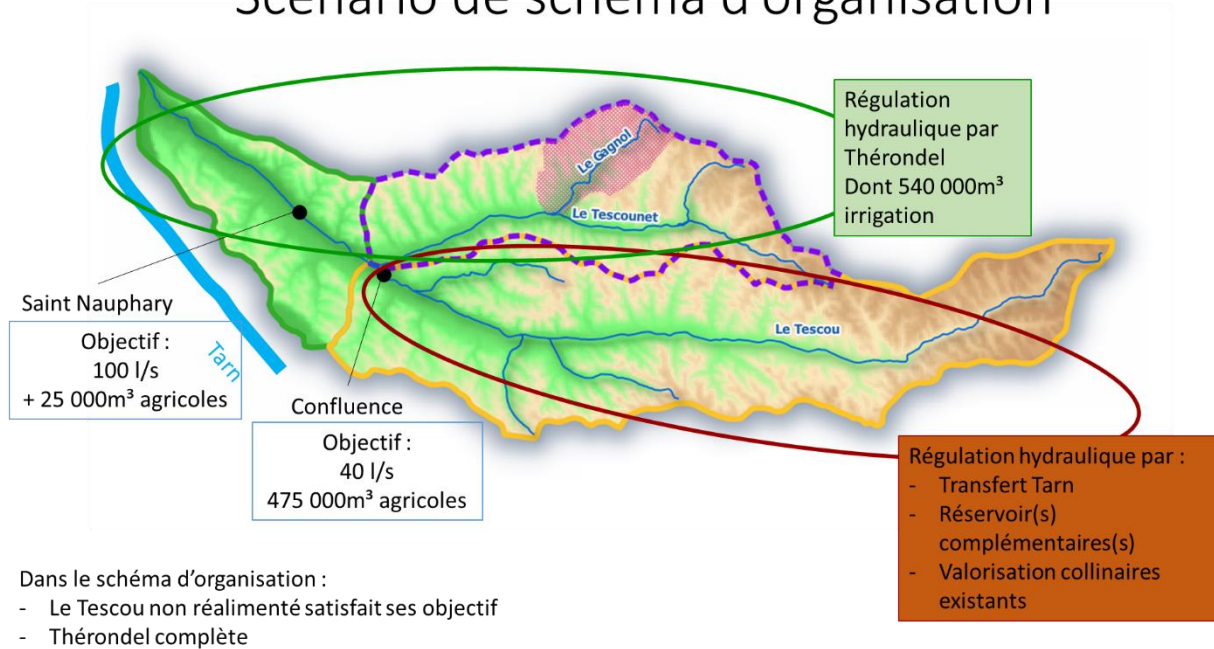 Scénario de schéma d'organisation
Régulation
hydraulique par
Thérondel
Dont 540 000m³
irrigation
Le Gagnol
Le Tescounet
Le Tescou
Saint Nauphary
Objectif :
100 l/s
+ 25 000m³ agricoles
Tarn
Confluence
Objectif :
40 l/s
475 000m³ agricoles
Régulation hydraulique par :
- Transfert Tarn
- Réservoir(s)
complémentaires(s)
- Valorisation collinaires
existants
Dans le schéma d'organisation :
- Le Tescou non réalimenté satisfait ses objectif
- Thérondel complète